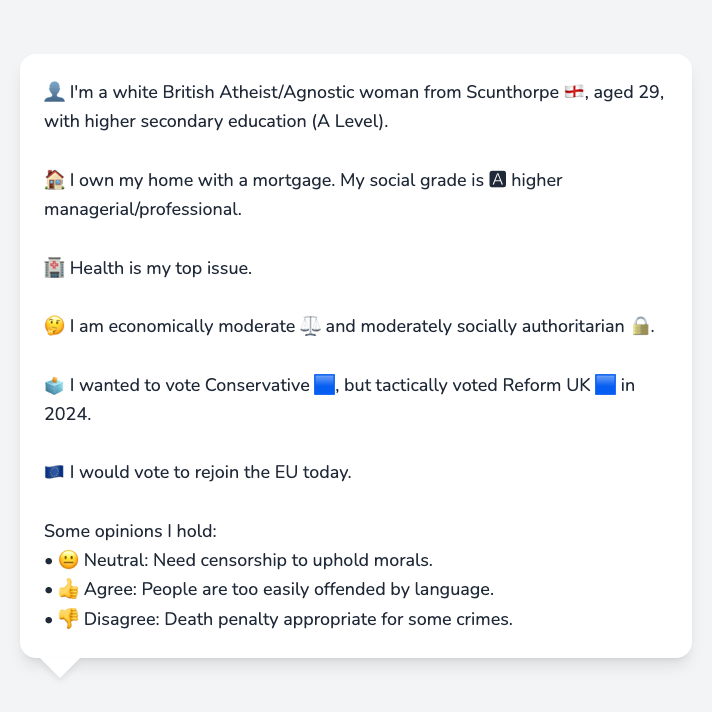 👤 I'm a white British Atheist/Agnostic woman from Scunthorpe 🏴󠁧󠁢󠁥󠁮󠁧󠁿, aged 29,
with higher secondary education (A Level).
🏠 I own my home with a mortgage. My social grade is 🅰 higher
managerial/professional.
🏥 Health is my top issue.
🤔 I am economically moderate ⚖️ and moderately socially authoritarian 🔒.
🗳️ I wanted to vote Conservative 🟦, but tactically voted Reform UK 🟦 in
2024.
🇪🇺 I would vote to rejoin the EU today.
Some opinions I hold:
• 😐 Neutral: Need censorship to uphold morals.
• 👍 Agree: People are too easily offended by language.
• 👎 Disagree: Death penalty appropriate for some crimes.